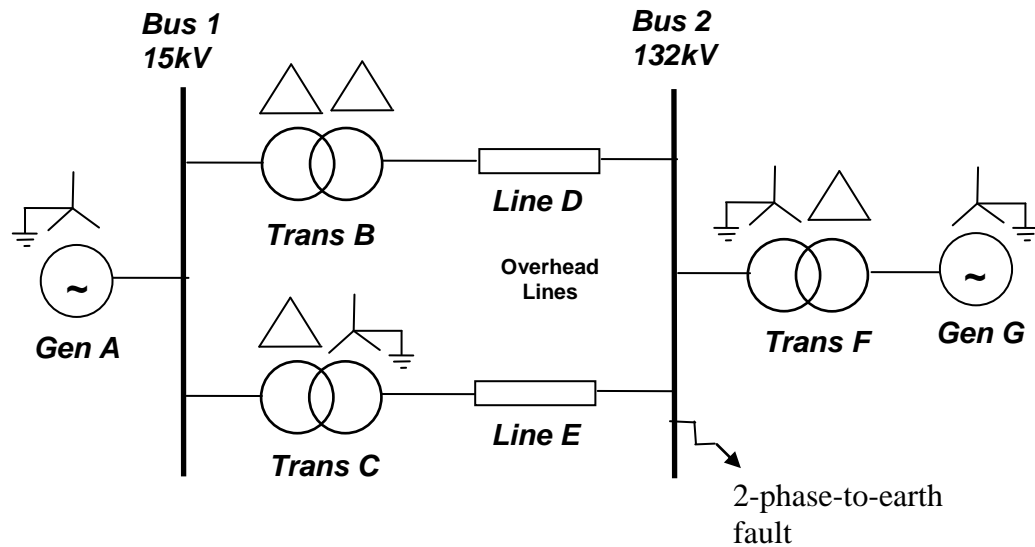 Bus 1
15kV
Bus 2
132kV
Line D
Trans B
Overhead
Lines
~
Gen A
~
Gen G
Trans F
Line E
Trans C
2-phase-to-earth
fault